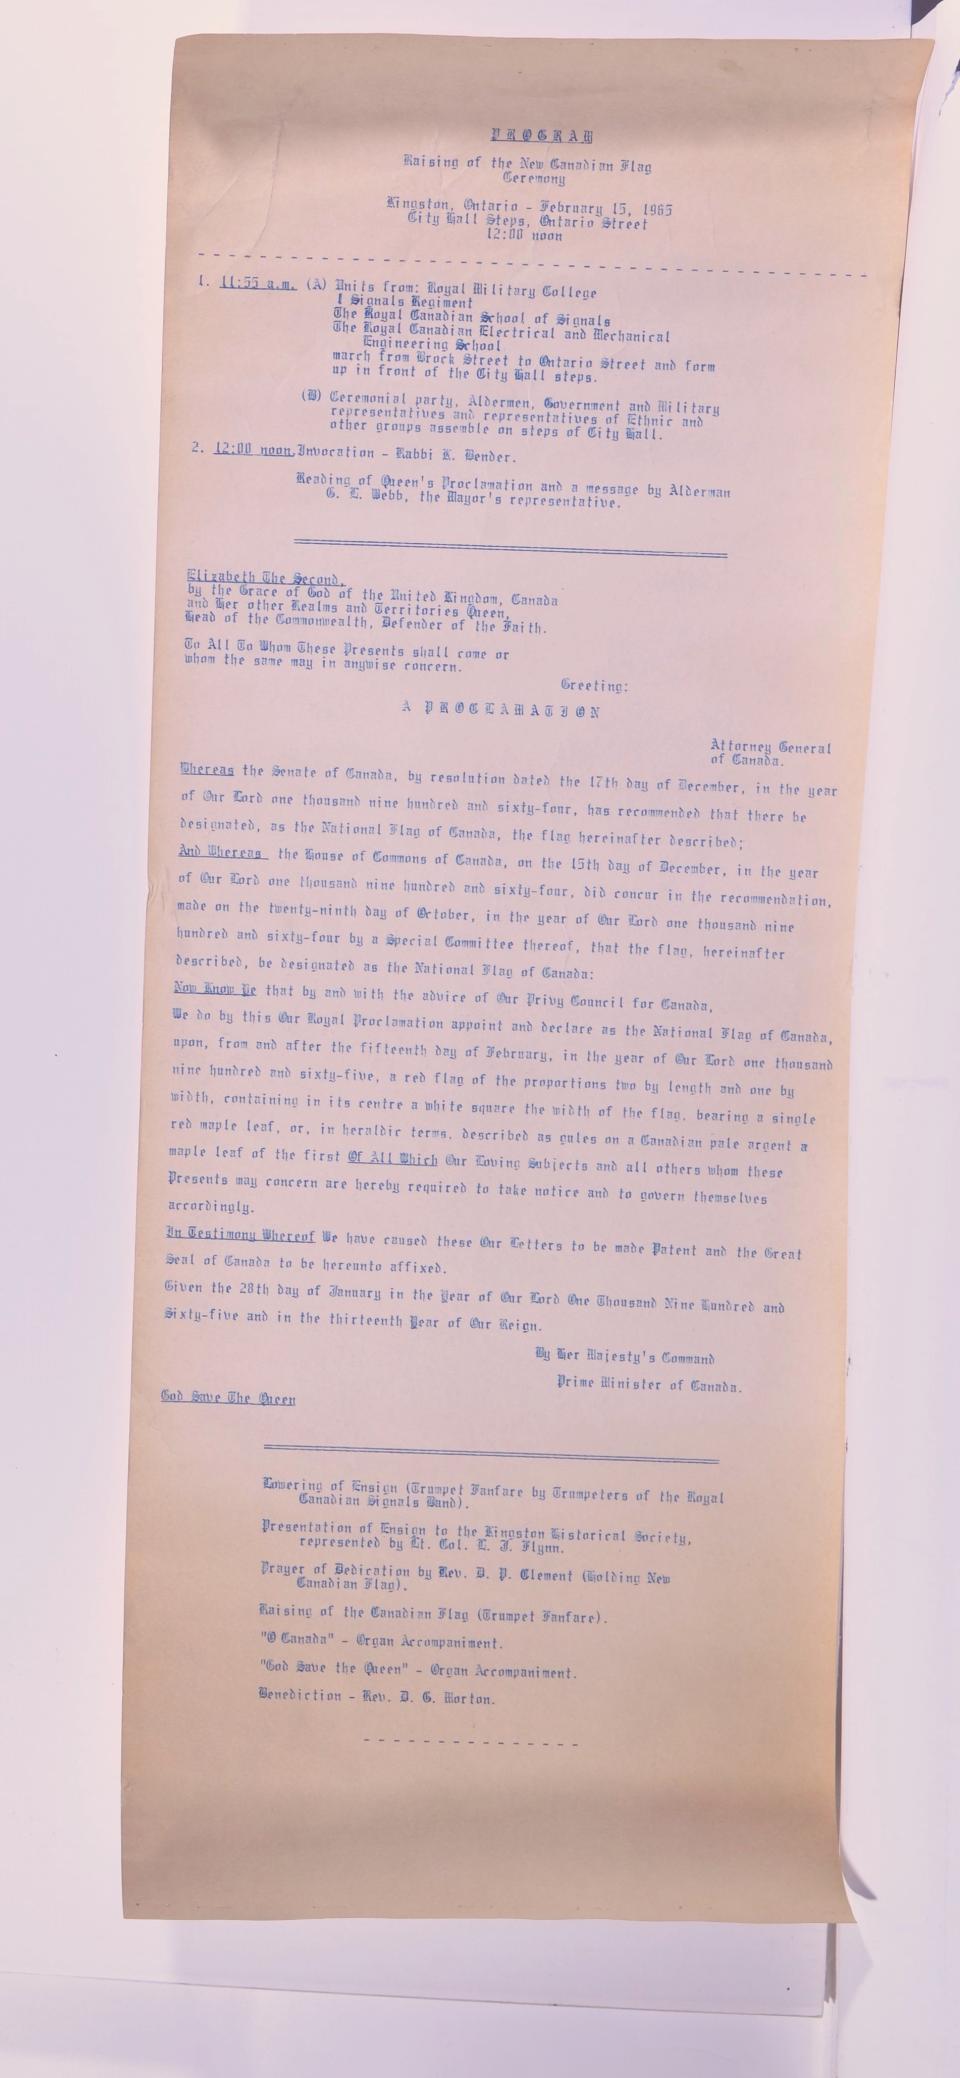 PROGRAM
Raising of the New Canadian Flag
Ceremony
Kingston, Ontario - February 15, 1965
City Hall Steps, Ontario Street
12:00 noon
1. 11:55 a.m. (A) Units from: Royal Military College
1 Signals Regiment
The Royal Canadian School of Signals
The Royal Canadian Electrical and Mechanical
Engineering School
march from Brock Street to Ontario Street and form
up in front of the City Hall steps.
(B) Ceremonial party, Aldermen, Government and Military
representatives and representatives of Ethnic and
other groups assemble on steps of City Hall.
2. 12:00 noon Invocation - Rabbi K. Bender.
Reading of Queen's Proclamation and a message by Alderman
G. L. Webb, the Mayor's representative.
Elizabeth The Second,
by the Grace of God of the United Kingdom, Canada
and Her other Realms and Territories Queen,
Head of the Commonwealth, Defender of the Faith.
To All To Whom These Presents shall come or
whom the same may in anywise concern.
Greeting:
A PROCLAMATION
Attorney General
of Canada.
Whereas the Senate of Canada, by resolution dated the 17th day of December, in the year
of Our Lord one thousand nine hundred and sixty-four, has recommended that there be
designated, as the National Flag of Canada, the flag hereinafter described;
And Whereas the House of Commons of Canada, on the 15th day of December, in the year
of Our Lord one thousand nine hundred and sixty-four, did concur in the recommendation,
made on the twenty-ninth day of October, in the year of Our Lord one thousand nine
hundred and sixty-four by a Special Committee thereof, that the flag, hereinafter
described, be designated as the National Flag of Canada:
Now Know Ye that by and with the advice of Our Privy Council for Canada,
We do by this Our Royal Proclamation appoint and declare as the National Flag of Canada,
upon, from and after the fifteenth day of February, in the year of Our Lord one thousand
nine hundred and sixty-five, a red flag of the proportions two by length and one by
width, containing in its centre a white square the width of the flag, bearing a single
red maple leaf, or, in heraldic terms, described as gules on a Canadian pale argent a
maple leaf of the first Of All Which Our Loving Subjects and all others whom these
Presents may concern are hereby required to take notice and to govern themselves
accordingly.
In Testimony Whereof We have caused these Our Letters to be made Patent and the Great
Seal of Canada to be hereunto affixed.
Given the 28th day of January in the Year of Our Lord One Thousand Nine Hundred and
Sixty-five and in the thirteenth Year of Our Reign.
By Her Majesty's Command
Prime Minister of Canada.
God Save The Queen
Lowering of Ensign (Trumpet Fanfare by Trumpeters of the Royal
Canadian Signals Band).
Presentation of Ensign to the Kingston Historical Society,
represented by Lt. Col. L. J. Flynn.
Prayer of Dedication by Rev. D. P. Clement (Holding New
Canadian Flag).
Raising of the Canadian Flag (Trumpet Fanfare).
"O Canada" - Organ Accompaniment.
"God Save the Queen" - Organ Accompaniment.
Benediction - Rev. D. G. Morton.